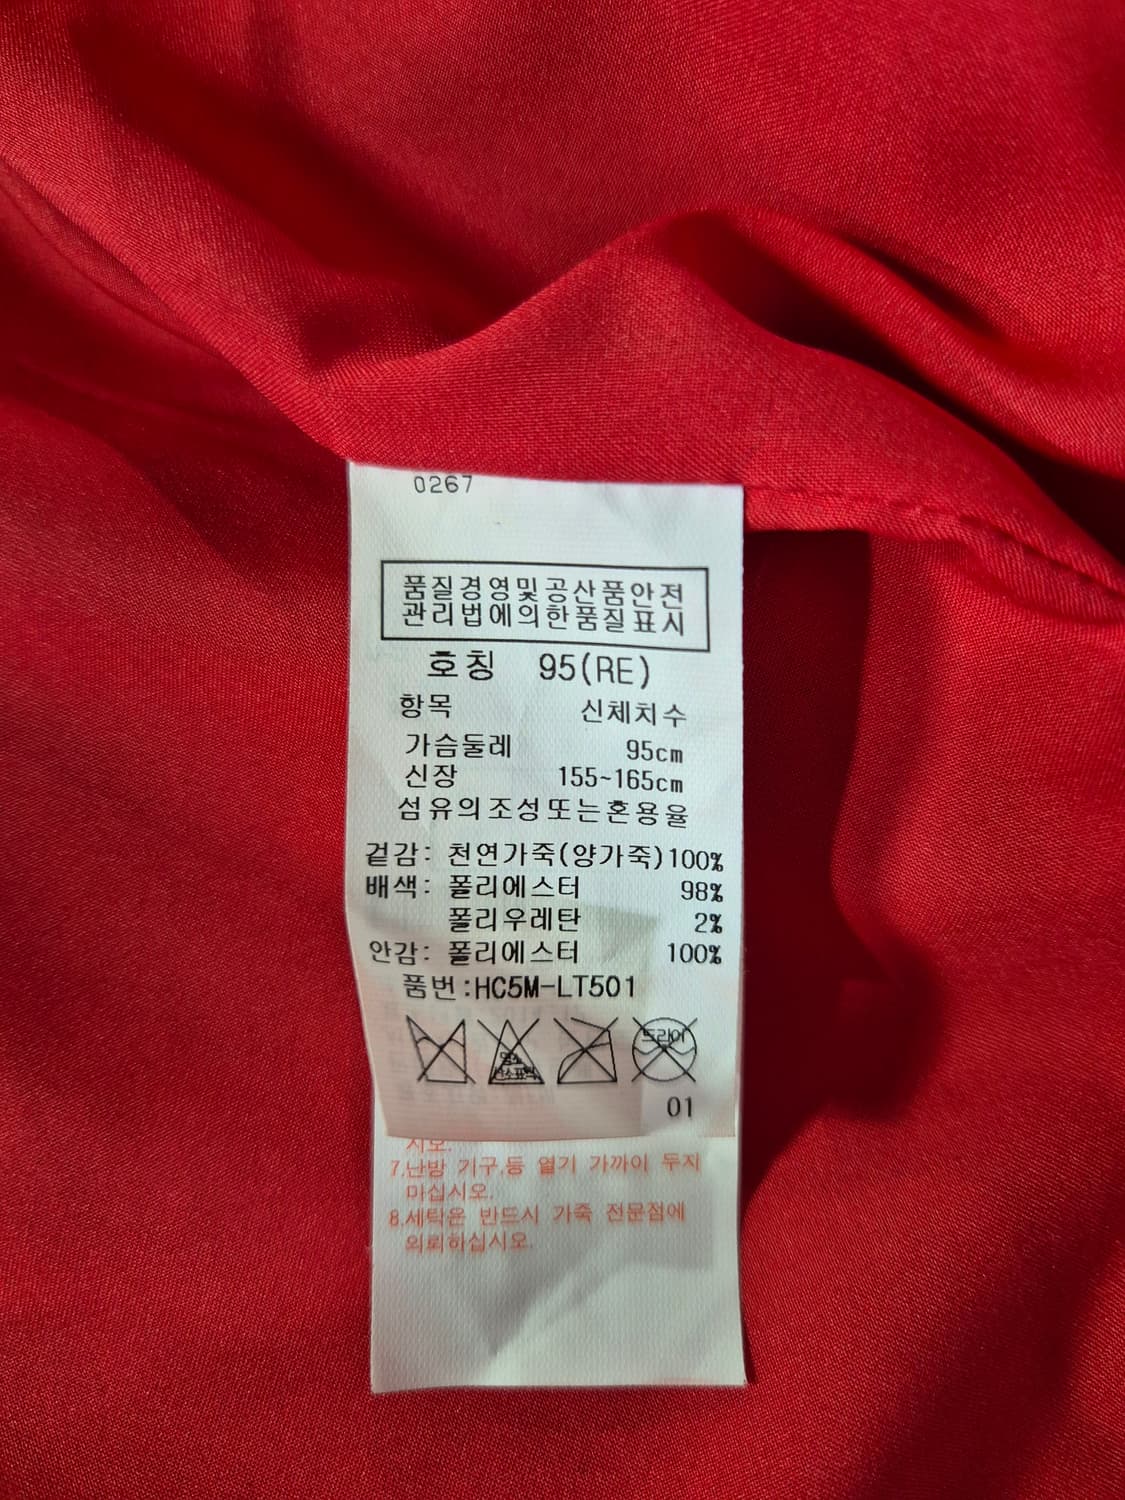 0267
품질경영및공산품안전
관리법에의한품질표시
호칭 95(RE)
항목 신체치수
가슴둘레 95cm
신장 155~165cm
섬유의조성또는혼용율
겉감: 천연가죽(양가죽)100%
배색: 폴리에스터 98%
폴리우레탄 2%
안감: 폴리에스터 100%
품번:HC5M-LT501
드라이
01
시오.
7.난방 기구,등 열기 가까이 두지
마십시오.
8.세탁은 반드시 가죽 전문점에
의뢰하십시오.